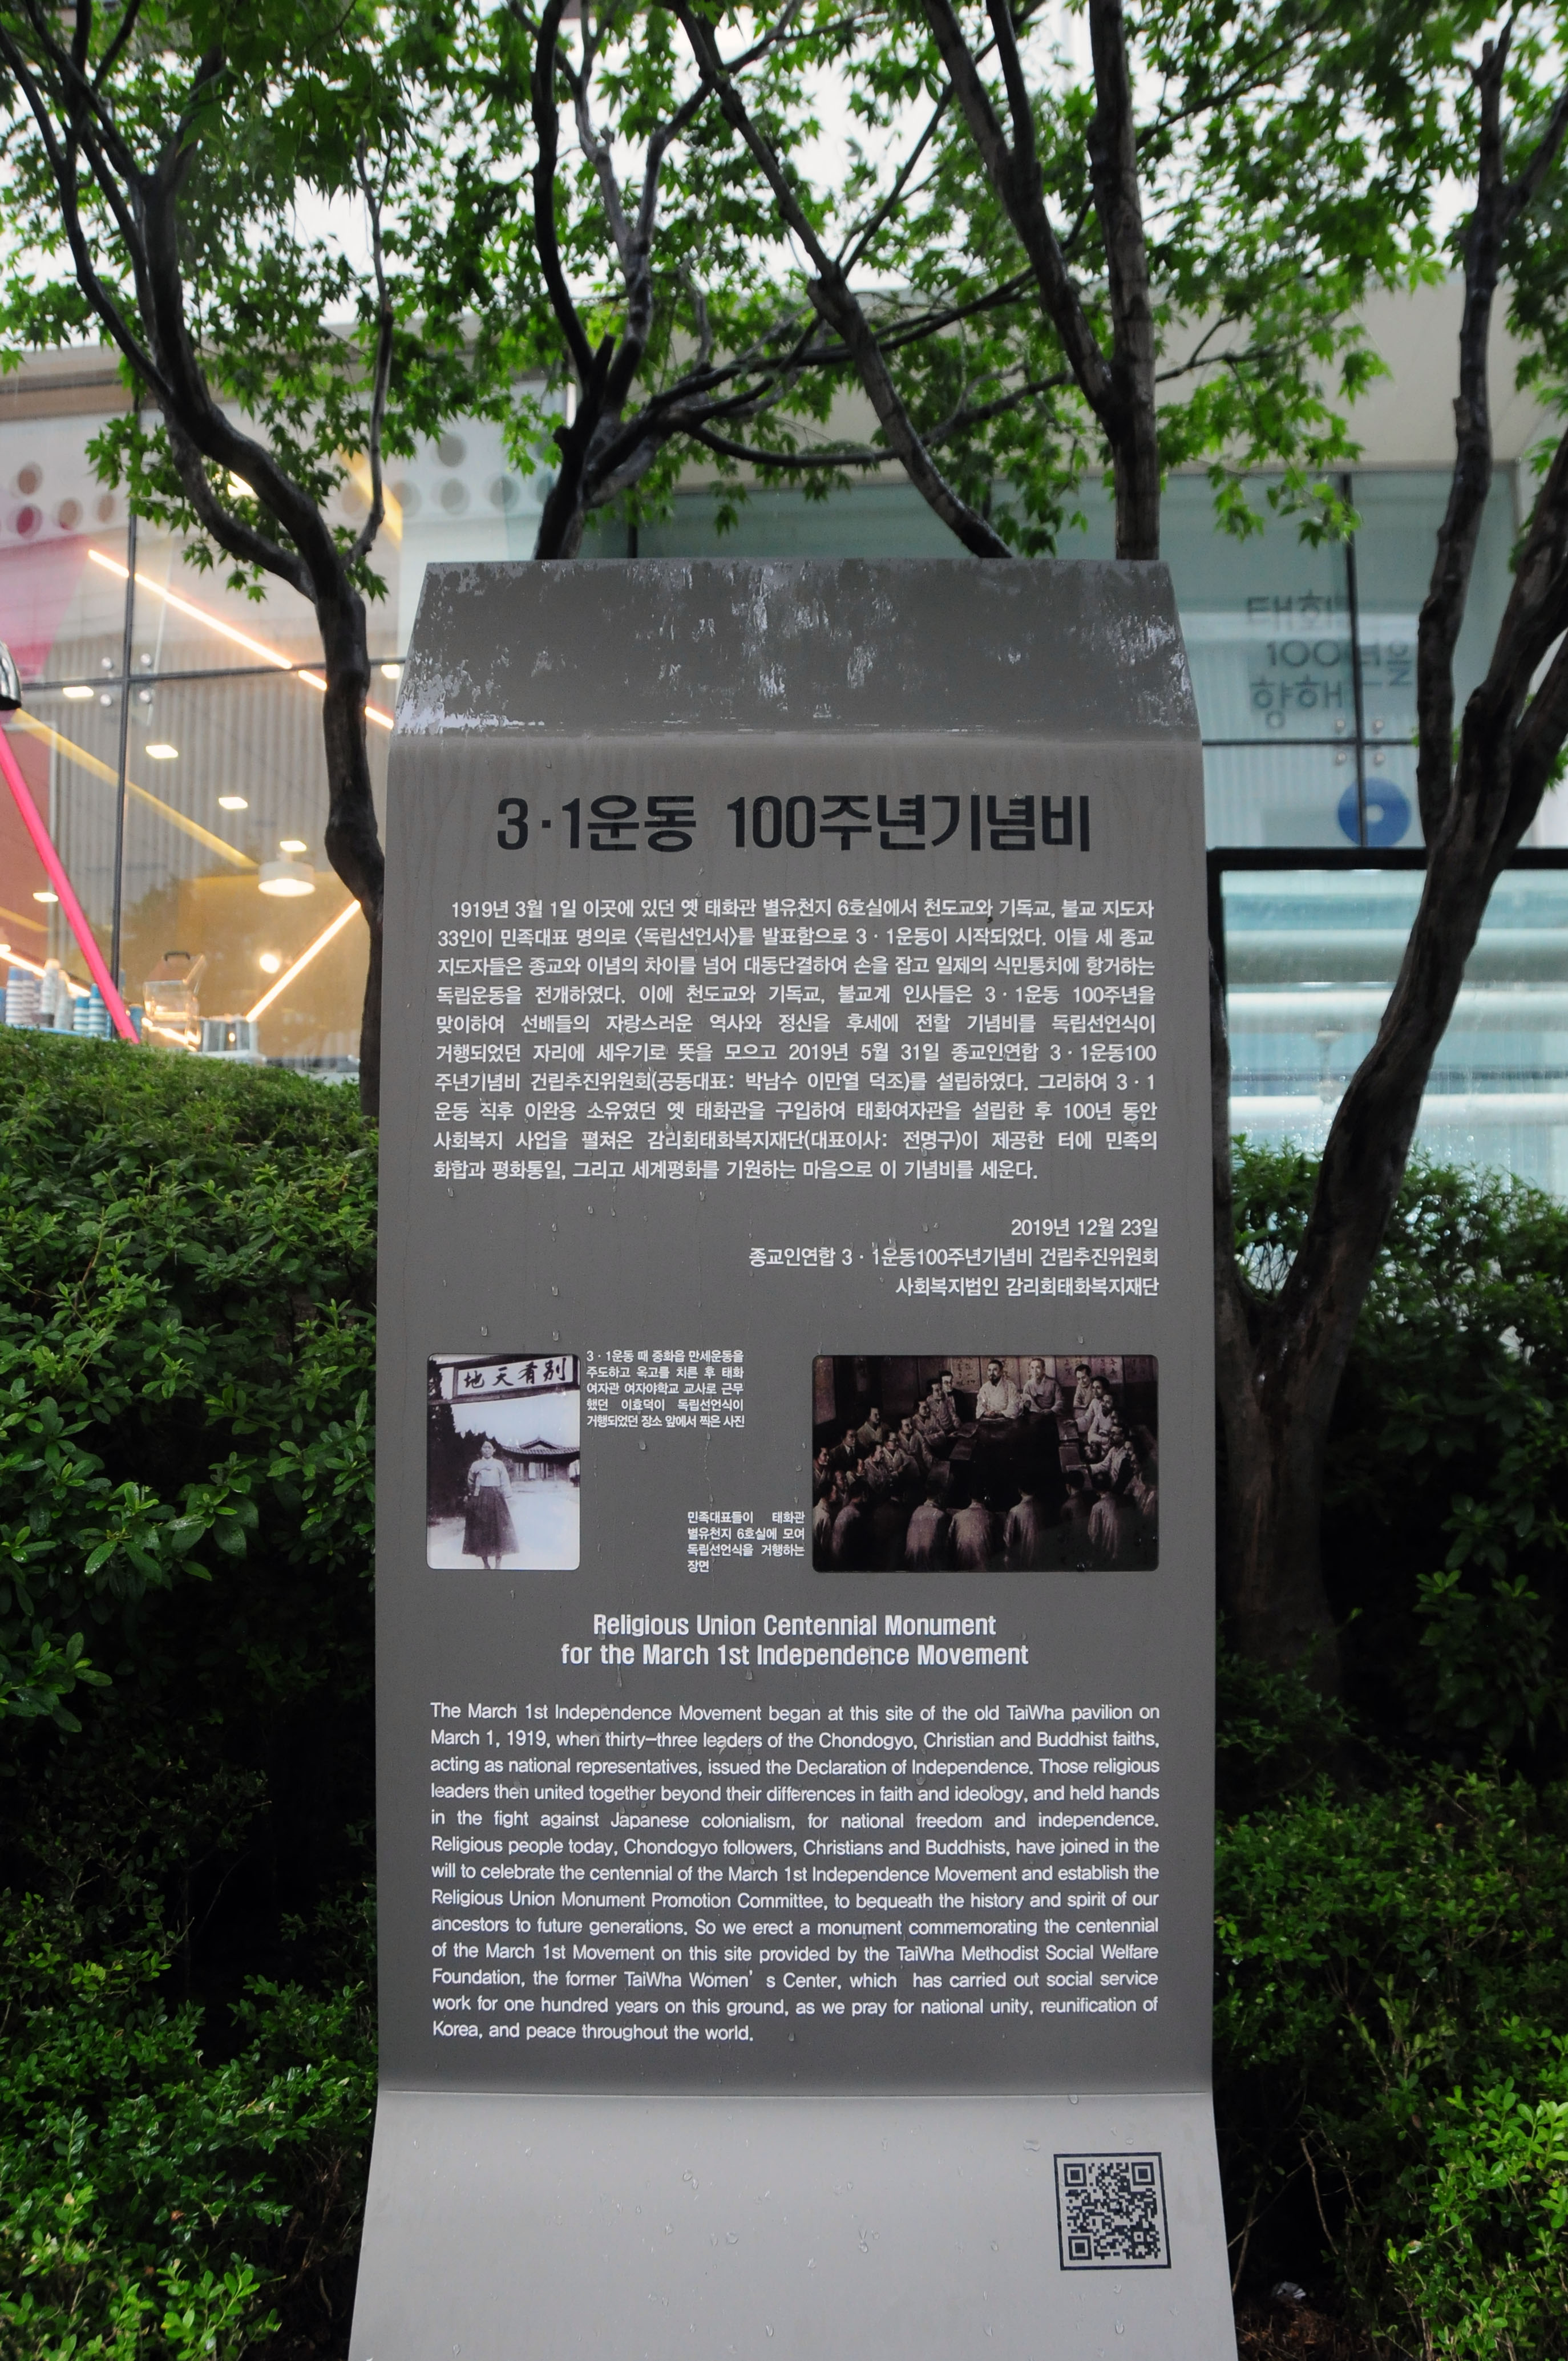 태화
100년을
향해
3·1운동 100주년기념비
1919년 3월 1일 이곳에 있던 옛 태화관 별유천지 6호실에서 천도교와 기독교, 불교 지도자
33인이 민족대표 명의로 〈독립선언서〉를 발표함으로 3·1운동이 시작되었다. 이들 세 종교
지도자들은 종교와 이념의 차이를 넘어 대동단결하여 손을 잡고 일제의 식민통치에 항거하는
독립운동을 전개하였다. 이에 천도교와 기독교, 불교계 인사들은 3·1운동 100주년을
맞이하여 선배들의 자랑스러운 역사와 정신을 후세에 전할 기념비를 독립선언식이
거행되었던 자리에 세우기로 뜻을 모으고 2019년 5월 31일 종교인연합 3·1운동100
주년기념비 건립추진위원회(공동대표: 박남수 이만열 덕조)를 설립하였다. 그리하여 3·1
운동 직후 이완용 소유였던 옛 태화관을 구입하여 태화여자관을 설립한 후 100년 동안
사회복지 사업을 펼쳐온 감리회태화복지재단(대표이사: 전명구)이 제공한 터에 민족의
화합과 평화통일, 그리고 세계평화를 기원하는 마음으로 이 기념비를 세운다.
2019년 12월 23일
종교인연합 3·1운동100주년기념비 건립추진위원회
사회복지법인 감리회태화복지재단
地天有別
3·1운동 때 중화읍 만세운동을
주도하고 옥고를 치른 후 태화
여자관 여자야학교 교사로 근무
했던 이효덕이 독립선언식이
거행되었던 장소 앞에서 찍은 사진
민족대표들이 태화관
별유천지 6호실에 모여
독립선언식을 거행하는
장면
Religious Union Centennial Monument
for the March 1st Independence Movement
The March 1st Independence Movement began at this site of the old TaiWha pavilion on
March 1, 1919, when thirty-three leaders of the Chondogyo, Christian and Buddhist faiths,
acting as national representatives, issued the Declaration of Independence. Those religious
leaders then united together beyond their differences in faith and ideology, and held hands
in the fight against Japanese colonialism, for national freedom and independence.
Religious people today, Chondogyo followers, Christians and Buddhists, have joined in the
will to celebrate the centennial of the March 1st Independence Movement and establish the
Religious Union Monument Promotion Committee, to bequeath the history and spirit of our
ancestors to future generations. So we erect a monument commemorating the centennial
of the March 1st Movement on this site provided by the TaiWha Methodist Social Welfare
Foundation, the former TaiWha Women' s Center, which has carried out social service
work for one hundred years on this ground, as we pray for national unity, reunification of
Korea, and peace throughout the world.